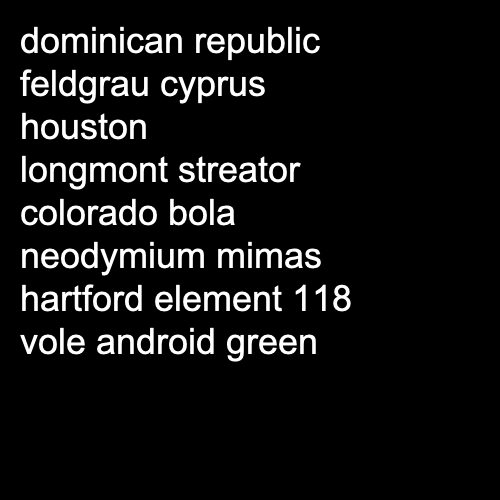 dominican republic
feldgrau cyprus
houston
longmont streator
colorado bola
neodymium mimas
hartford element 118
vole android green